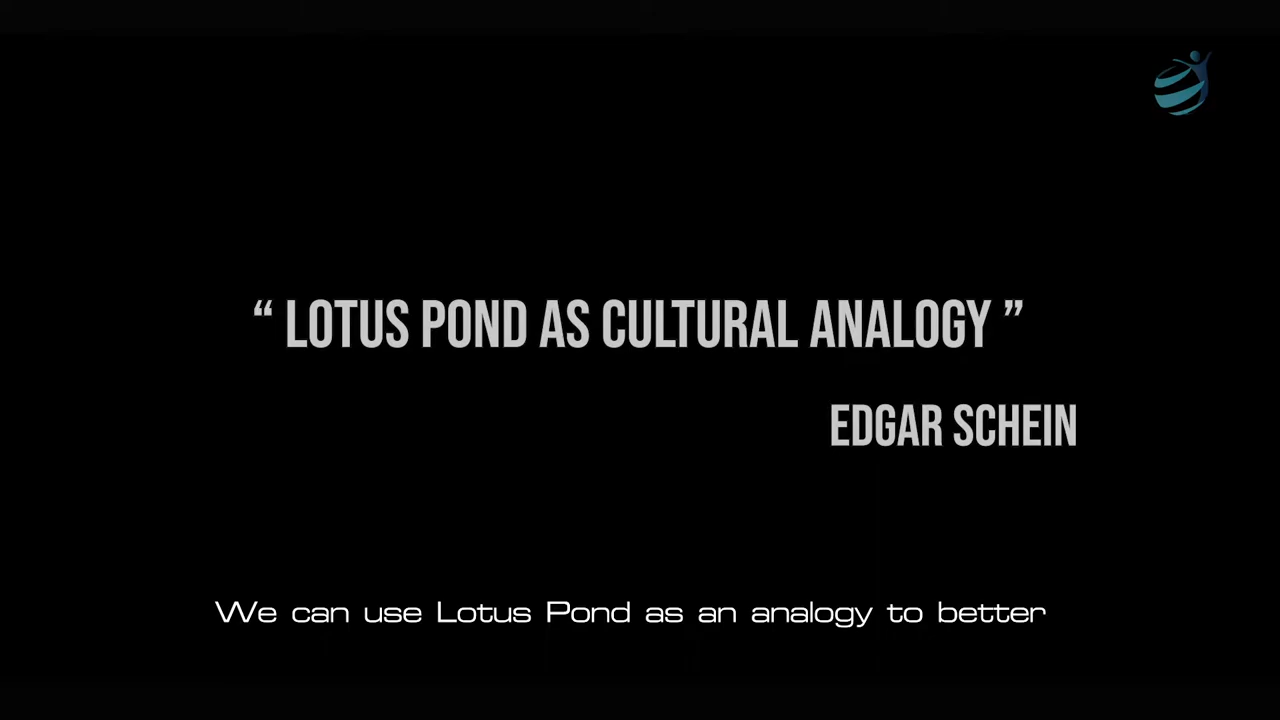 “ LOTUS POND AS CULTURAL ANALOGY ”
EDGAR SCHEIN
We can use Lotus Pond as an analogy to better